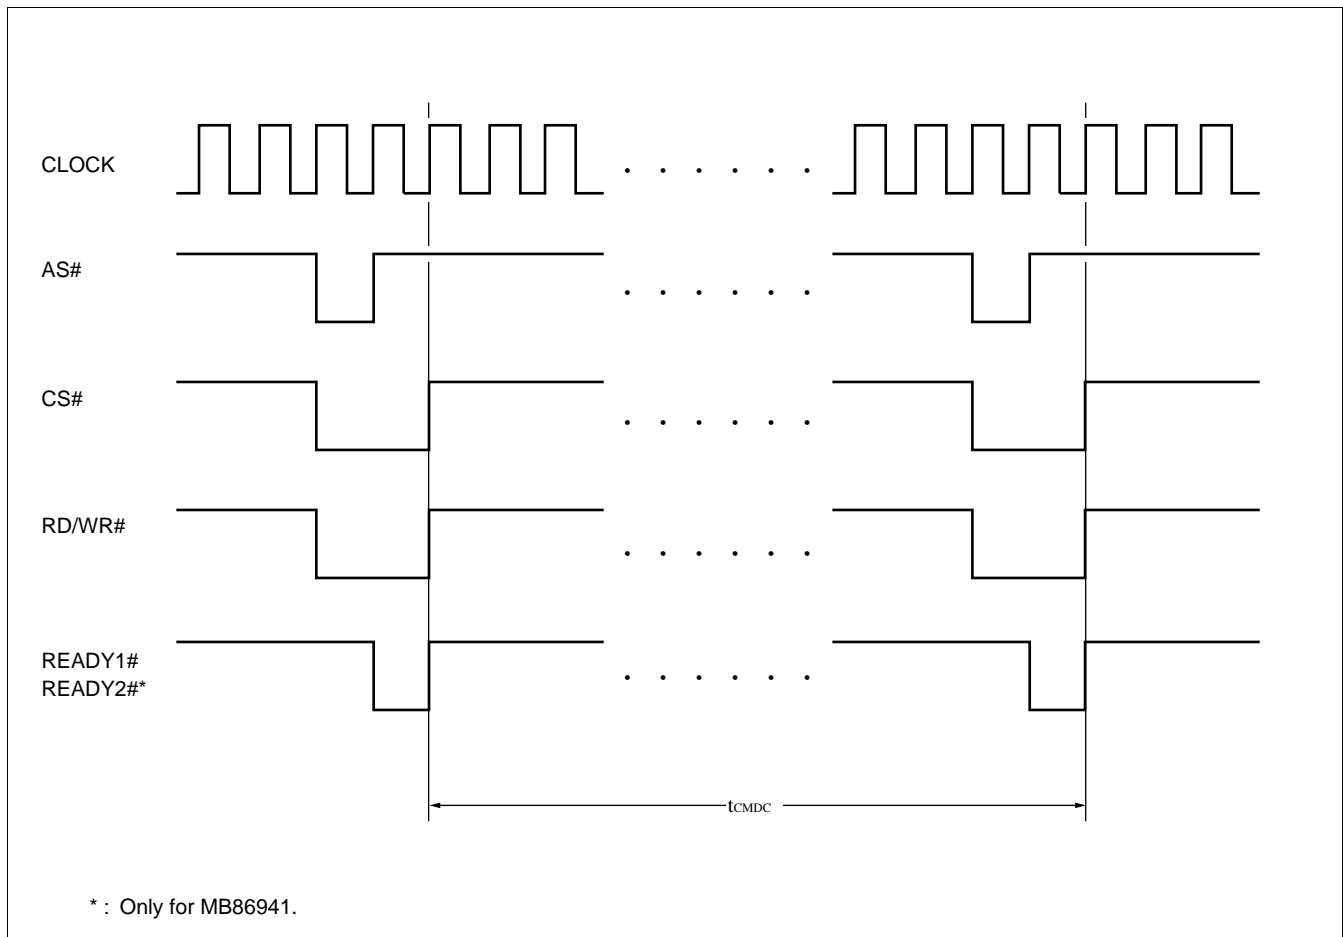 CLOCK
AS#
CS#
RD/WR#
READY1#
READY2#*
tCMDC
* : Only for MB86941.